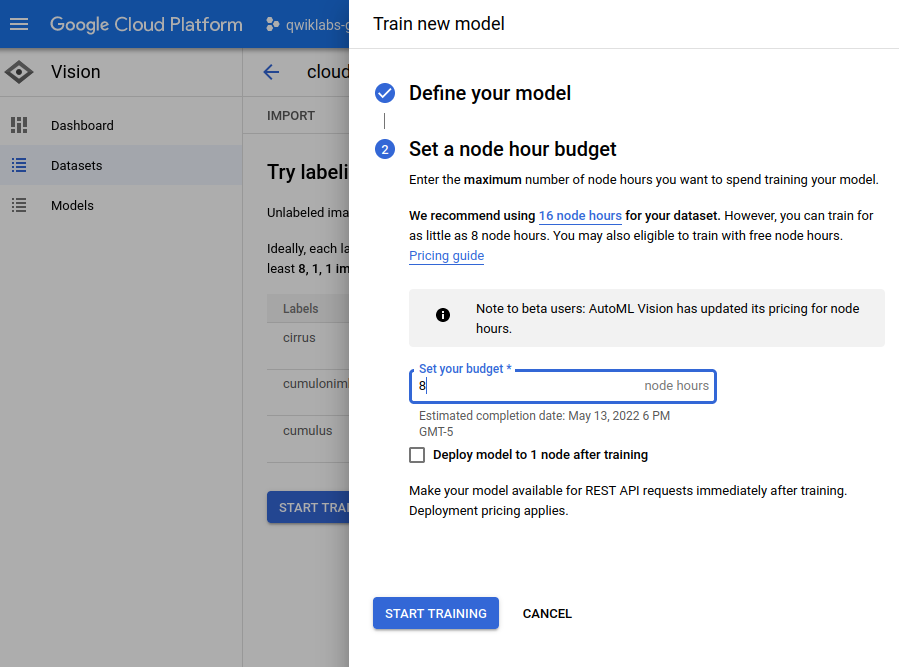 Google Cloud Platform
qwiklabs-g
Vision
Dashboard
Datasets
Models
cloud
IMPORT
Try labeli
Unlabeled ima
Ideally, each la
least 8, 1, 1 im
Labels
cirrus
cumulonim
cumulus
START TRAI
Train new model
Define your model
2 Set a node hour budget
Enter the maximum number of node hours you want to spend training your model.
We recommend using 16 node hours for your dataset. However, you can train for
as little as 8 node hours. You may also eligible to train with free node hours.
Pricing guide
Note to beta users: AutoML Vision has updated its pricing for node
hours.
Set your budget *
8 node hours
Estimated completion date: May 13, 2022 6 PM
GMT-5
Deploy model to 1 node after training
Make your model available for REST API requests immediately after training.
Deployment pricing applies.
START TRAINING CANCEL